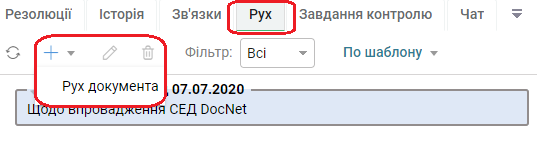 Резолюції Історія Зв'язки Рух Завдання контролю Чат
Фільтр: Всі По шаблону
Рух документа
07.07.2020
Щодо впровадження СЕД DocNet